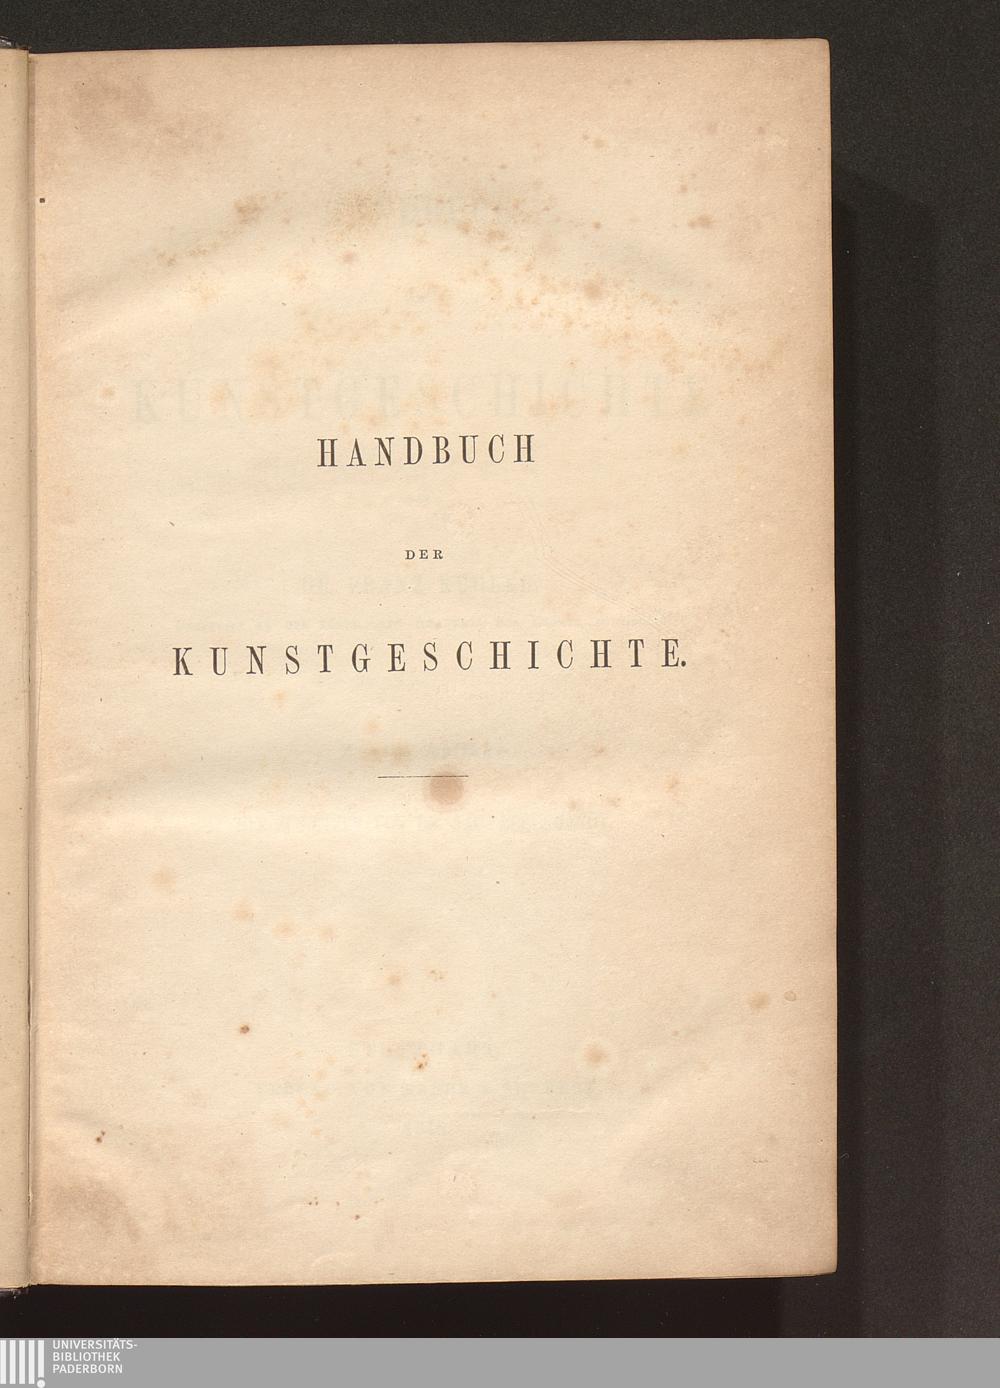 HANDBUCH
DER
KUNSTGESCHICHTE.
UNIVERSITÄTS-
BIBLIOTHEK
PADERBORN